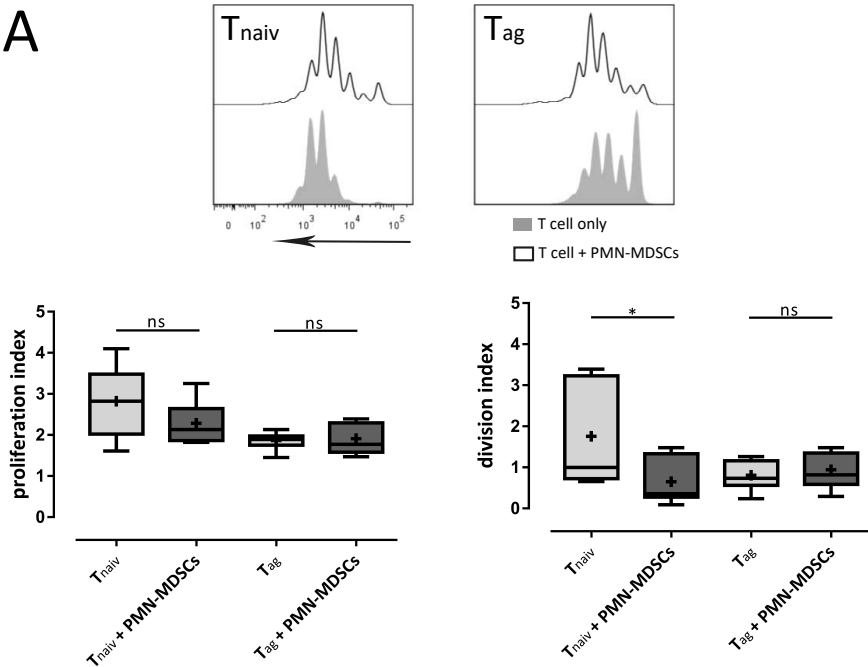 A
Tnaiv
Tag
0 10² 10³ 10⁴ 10⁵
T cell only
T cell + PMN-MDSCs
proliferation index
5
4
3
2
1
0
ns
ns
Tnaiv
Tnaiv + PMN-MDSCs
Tag
Tag + PMN-MDSCs
division index
5
4
3
2
1
0
*
ns
Tnaiv
Tnaiv + PMN-MDSCs
Tag
Tag + PMN-MDSCs